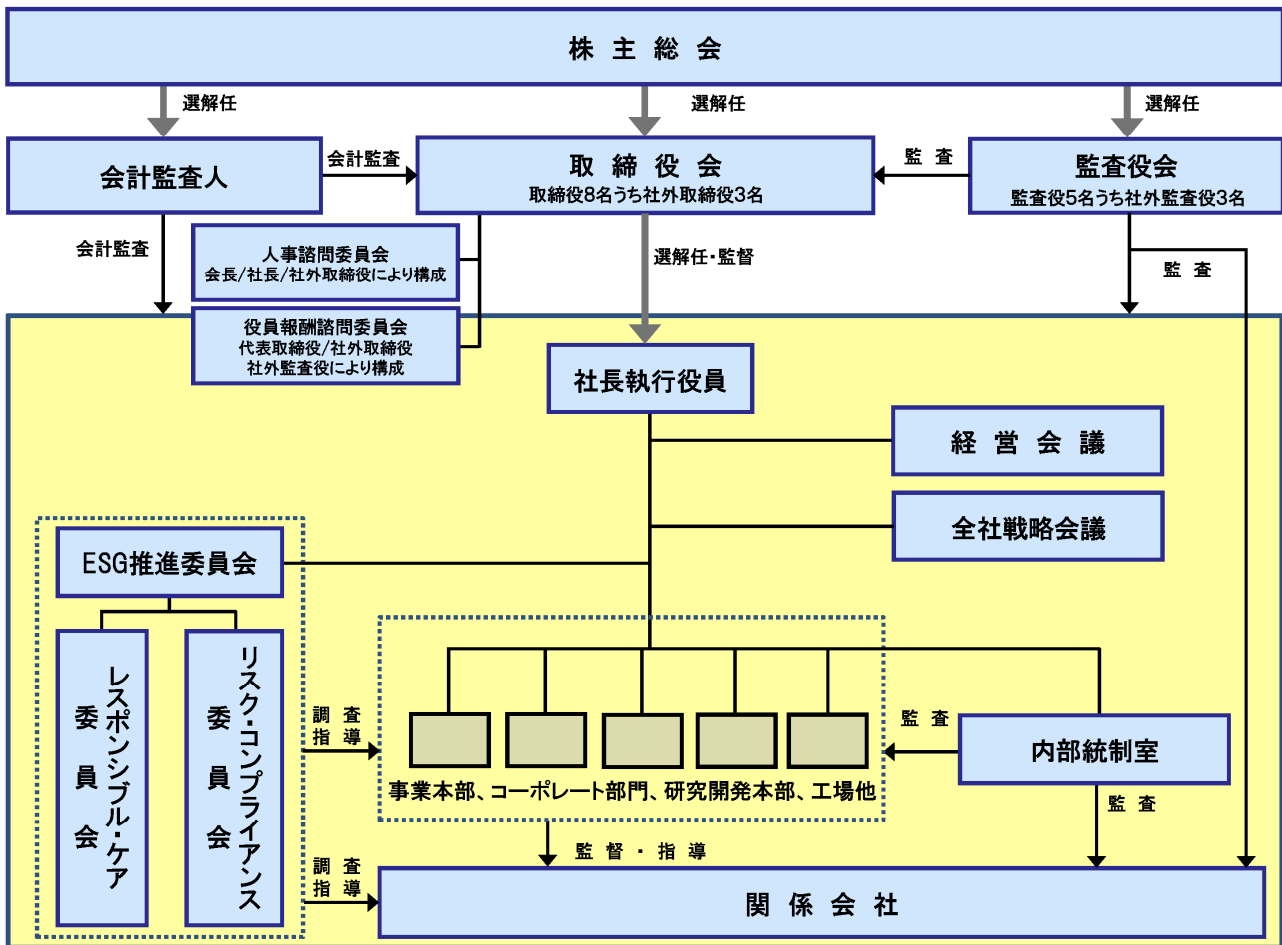 株主総会
選解任
選解任
選解任
会計監査人
会計監査
取締役会
取締役8名うち社外取締役3名
監査
監査役会
監査役5名うち社外監査役3名
会計監査
人事諮問委員会
会長/社長/社外取締役により構成
選解任・監督
監査
役員報酬諮問委員会
代表取締役/社外取締役
社外監査役により構成
社長執行役員
経営会議
全社戦略会議
ESG推進委員会
レスポンシブル・ケア
委員会
リスク・コンプライアンス
委員会
調査
指導
監査
内部統制室
事業本部、コーポレート部門、研究開発本部、工場他
監査
監督・指導
調査
指導
関係会社